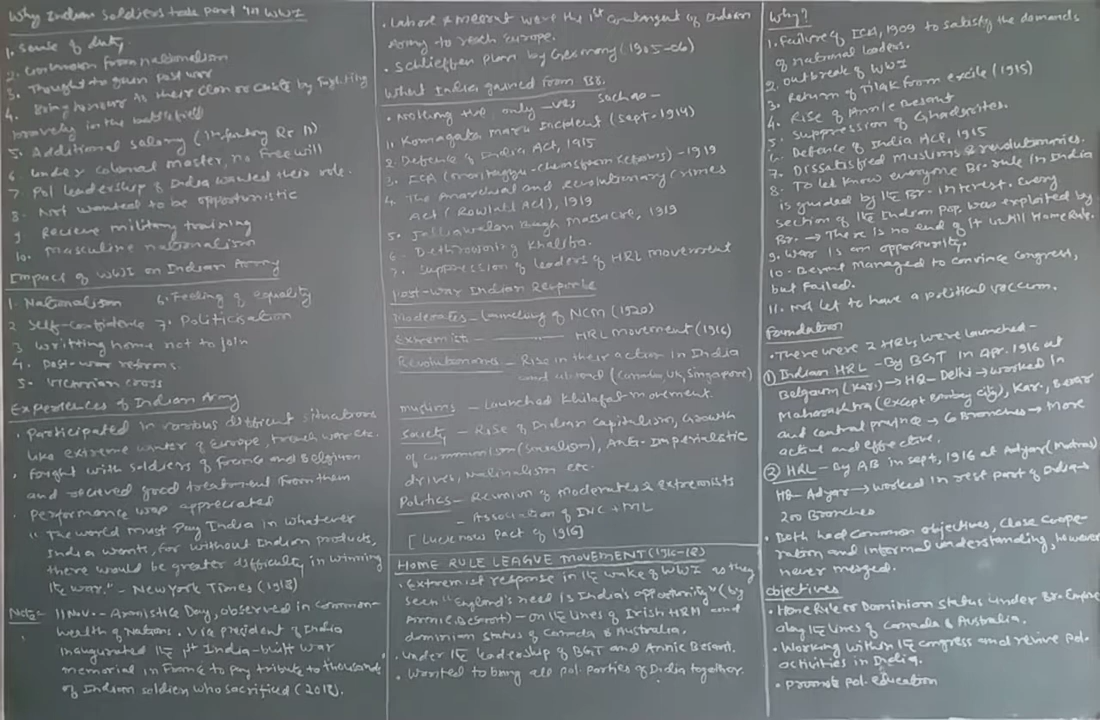 Why Indian Soldiers took part in WWI
1. Sense of duty
2. Conversion from nationalism
3. Thought to gain post war
4. Bring honour to their clan or caste by fighting
bravely in the battlefield
5. Additional salary (Infantry Rs 11)
6. Under colonial master, no free will
7. Pol leadership of India wanted their role.
8. Not wanted to be opportunistic
9. Recieve military training
10. Masculine nationalism
Impact of WWI on Indian Army
1. Nationalism 6. Feeling of equality
2 Self-confidence 7. Politicisation
3 writting home not to join
4. Post-war reforms.
5. Victorian cross
Experiences of Indian Army
• Participated in various different situations
like extreme winter of Europe, trench war etc.
• Fought with soldiers of France and Belgium
and recieved good treatment from them
• Performance was appreciated
"The world must pay India in whatever
India wants, for without Indian products,
there would be greater difficulty in winning
the war." - New York Times (1918)
Note:- 11 Nov. - Armistice Day, observed in common-
wealth of Nations. Vice president of India
inaugurated the 1st India-built war
memorial in France to pay tribute to thousands
of Indian soldier who sacrificed (2018).
• Lahore & Meerut were the 1st contingent of Indian
Army to reach Europe.
• Schlieffen Plan by Germany (1905-06)
What India gained from Br.
• Nothing +ve, only -ves such as -
1. Komagata Maru Incident (Sept. 1914)
2. Defence of India Act, 1915
3. ICA (Montagu-Chemsford Reforms) - 1919
4. The Anarchical and Revolutionary Crimes
Act (Rowlatt Act), 1919
5. Jallianwalan Bagh Massacre, 1919
6. Dethrowning Khalifa.
7. Suppression of leaders of HRL movement
Post-war Indian Response
Moderates - Launching of NCM (1920)
Extremist - HRL movement (1916)
Revolutionaries - Rise in their action in India
and abroad (Canada, UK, Singapore)
Muslims - Launched Khilafat movement.
Society - Rise of Indian capitalism, Growth
of Communism (Socialism), Anti-Imperialistic
drives, Nationalism etc.
Politics - Reunion of Moderates & Extremists
- Association of INC + ML
[Lucknow Pact of 1916]
HOME RULE LEAGUE MOVEMENT (1916-18)
• Extremist response in the wake of WWI as they
seen "England's need is India's opportunity" (by
Annie Besant) - on the lines of Irish HRM and
dominion status of Canada & Australia.
• Under the leadership of BGT and Annie Besant.
• Wanted to bring all pol. parties of India together.
Why?
1. Failure of ICA, 1909 to satisfy the demands
of national leaders.
2. Outbreak of WWI
3. Return of Tilak from excile (1915)
4. Rise of Annie Besant
5. Suppression of Ghadarites.
6. Defence of India Act, 1915
7. Dissatisfied Muslims & revolutionaries.
8. To let know everyone Br. rule in India
is guided by the Br. interest. Every
section of the Indian Pop. was exploited by
Br. → There is no end of it until Home Rule.
9. War is an opportunity.
10. Besant managed to convince Congress,
but failed.
11. Not let to have a political vaccum.
Foundation
• There were 2 HRLs, were launched -
① Indian HRL - By BGT in Apr. 1916 at
Belgaum (Kar.) → HQ - Delhi → worked in
Maharashtra (except Bombay city), Kar., Berar
and central province → 6 Branches → More
active and effective.
② HRL - By AB in Sept, 1916 at Adyar (Madras)
HQ - Adyar → worked in rest part of India →
200 Branches
• Both had common objectives, close coope-
ration and informal understanding, however
never merged.
Objectives
• Home Rule or Dominion status under Br. Empire
along the lines of Canada & Australia.
• Working within the congress and revive pol.
activities in India.
• Promote pol. education